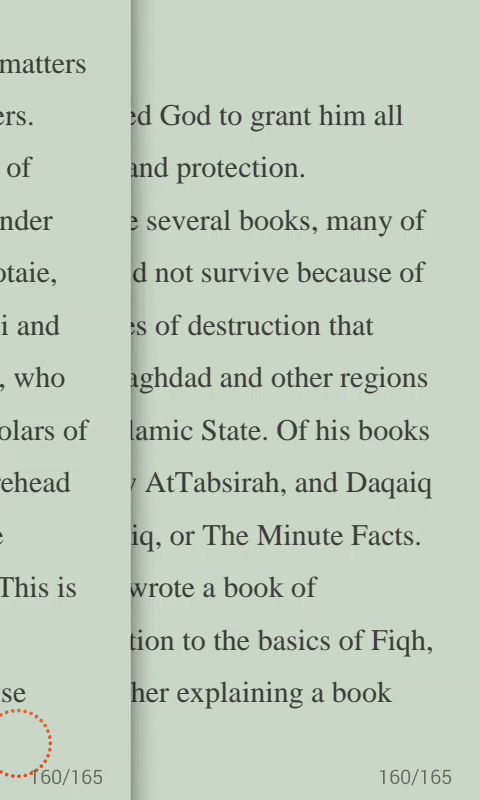 matters
ers.
of
nder
otaie,
i and
, who
olars of
rehead
e
This is
se
160/165
ed God to grant him all
and protection.
e several books, many of
d not survive because of
es of destruction that
aghdad and other regions
lamic State. Of his books
y AtTabsirah, and Daqaiq
iq, or The Minute Facts.
wrote a book of
tion to the basics of Fiqh,
her explaining a book
160/165